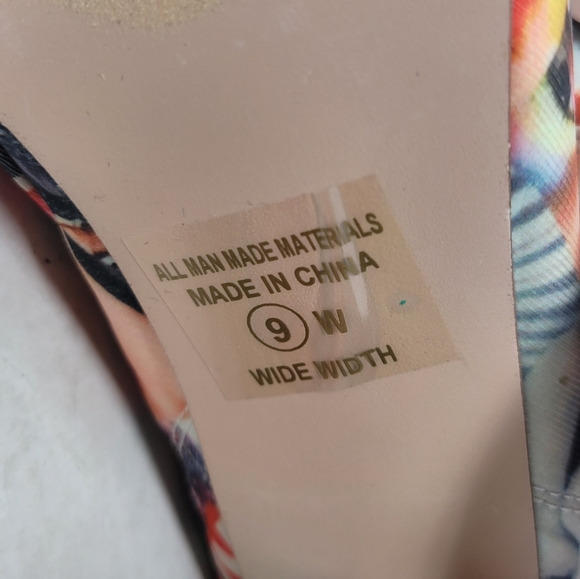 ALL MAN MADE MATERIALS
MADE IN CHINA
9 W
WIDE WIDTH